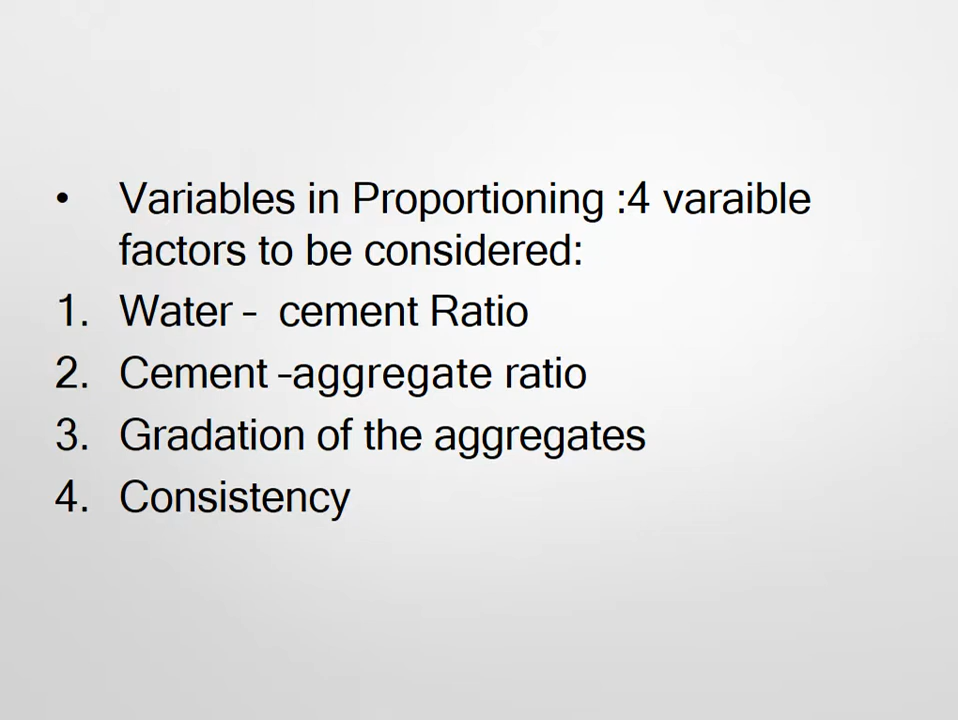 • Variables in Proportioning :4 varaible
factors to be considered:
1. Water – cement Ratio
2. Cement –aggregate ratio
3. Gradation of the aggregates
4. Consistency